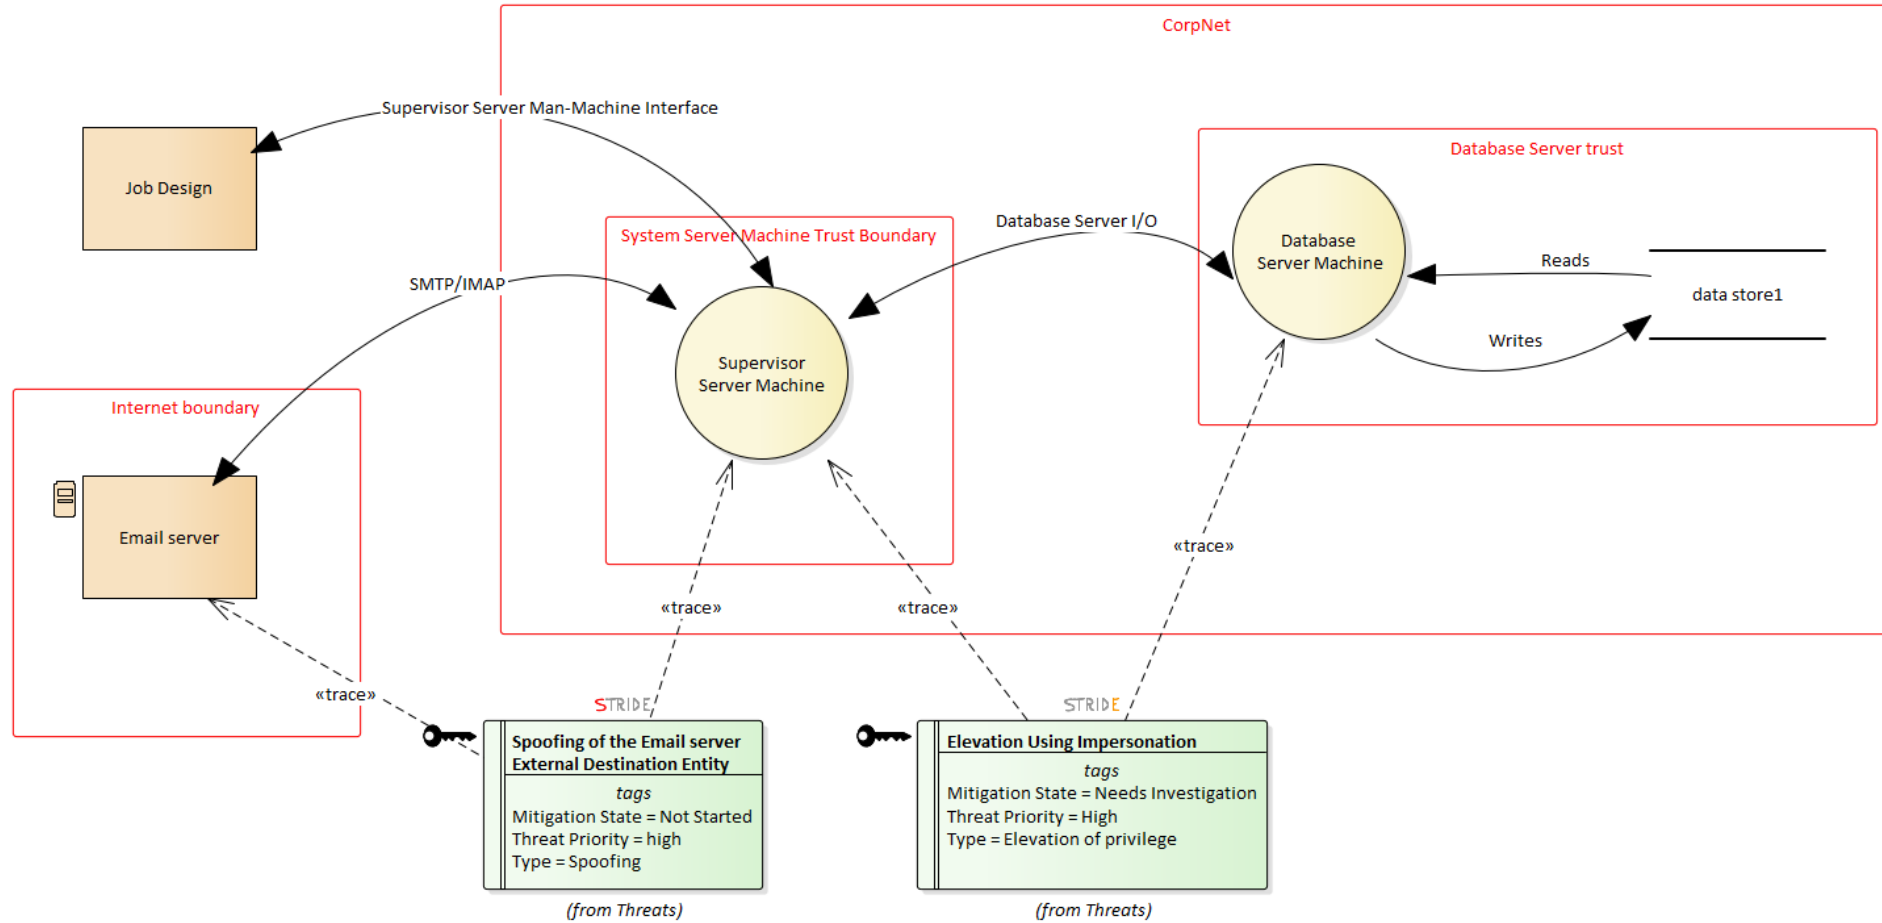 CorpNet
Supervisor Server Man-Machine Interface
Job Design
Database Server trust
System Server Machine Trust Boundary
Database Server I/O
Database
Server Machine
Reads
data store1
Writes
SMTP/IMAP
Supervisor
Server Machine
Internet boundary
Email server
«trace»
«trace»
«trace»
«trace»
STRIDE
Spoofing of the Email server
External Destination Entity
tags
Mitigation State = Not Started
Threat Priority = high
Type = Spoofing
(from Threats)
STRIDE
Elevation Using Impersonation
tags
Mitigation State = Needs Investigation
Threat Priority = High
Type = Elevation of privilege
(from Threats)